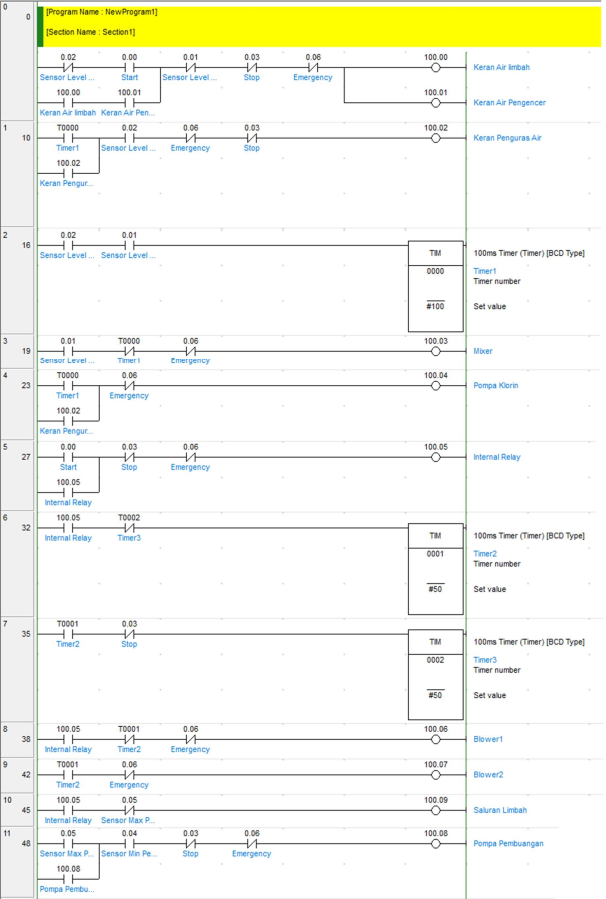 0
0
[Program Name : NewProgram1]
[Section Name : Section1]
0.02 0.00 0.01 0.03 0.06 100.00
Sensor Level ... Start Sensor Level ... Stop Emergency Keran Air limbah
100.00 100.01 100.01
Keran Air limbah Keran Air Pen... Keran Air Pengencer
1 T0000 0.02 0.06 0.03 100.02
10 Timer1 Sensor Level ... Emergency Stop Keran Penguras Air
100.02
Keran Pengur...
2 0.02 0.01
16 Sensor Level ... Sensor Level ... TIM 100ms Timer (Timer) [BCD Type]
0000 Timer1
Timer number
#100 Set value
3 0.01 T0000 0.06 100.03
19 Sensor Level ... Timer1 Emergency Mixer
4 T0000 0.06 100.04
23 Timer1 Emergency Pompa Klorin
100.02
Keran Pengur...
5 0.00 0.03 0.06 100.05
27 Start Stop Emergency Internal Relay
100.05
Internal Relay
6 100.05 T0002
32 Internal Relay Timer3 TIM 100ms Timer (Timer) [BCD Type]
0001 Timer2
Timer number
#50 Set value
7 T0001 0.03
35 Timer2 Stop TIM 100ms Timer (Timer) [BCD Type]
0002 Timer3
Timer number
#50 Set value
8 100.05 T0001 0.06 100.06
38 Internal Relay Timer2 Emergency Blower1
9 T0001 0.06 100.07
42 Timer2 Emergency Blower2
10 100.05 0.05 100.09
45 Internal Relay Sensor Max P... Saluran Limbah
11 0.05 0.04 0.03 0.06 100.08
48 Sensor Max P... Sensor Min Pe... Stop Emergency Pompa Pembuangan
100.08
Pompa Pembu...